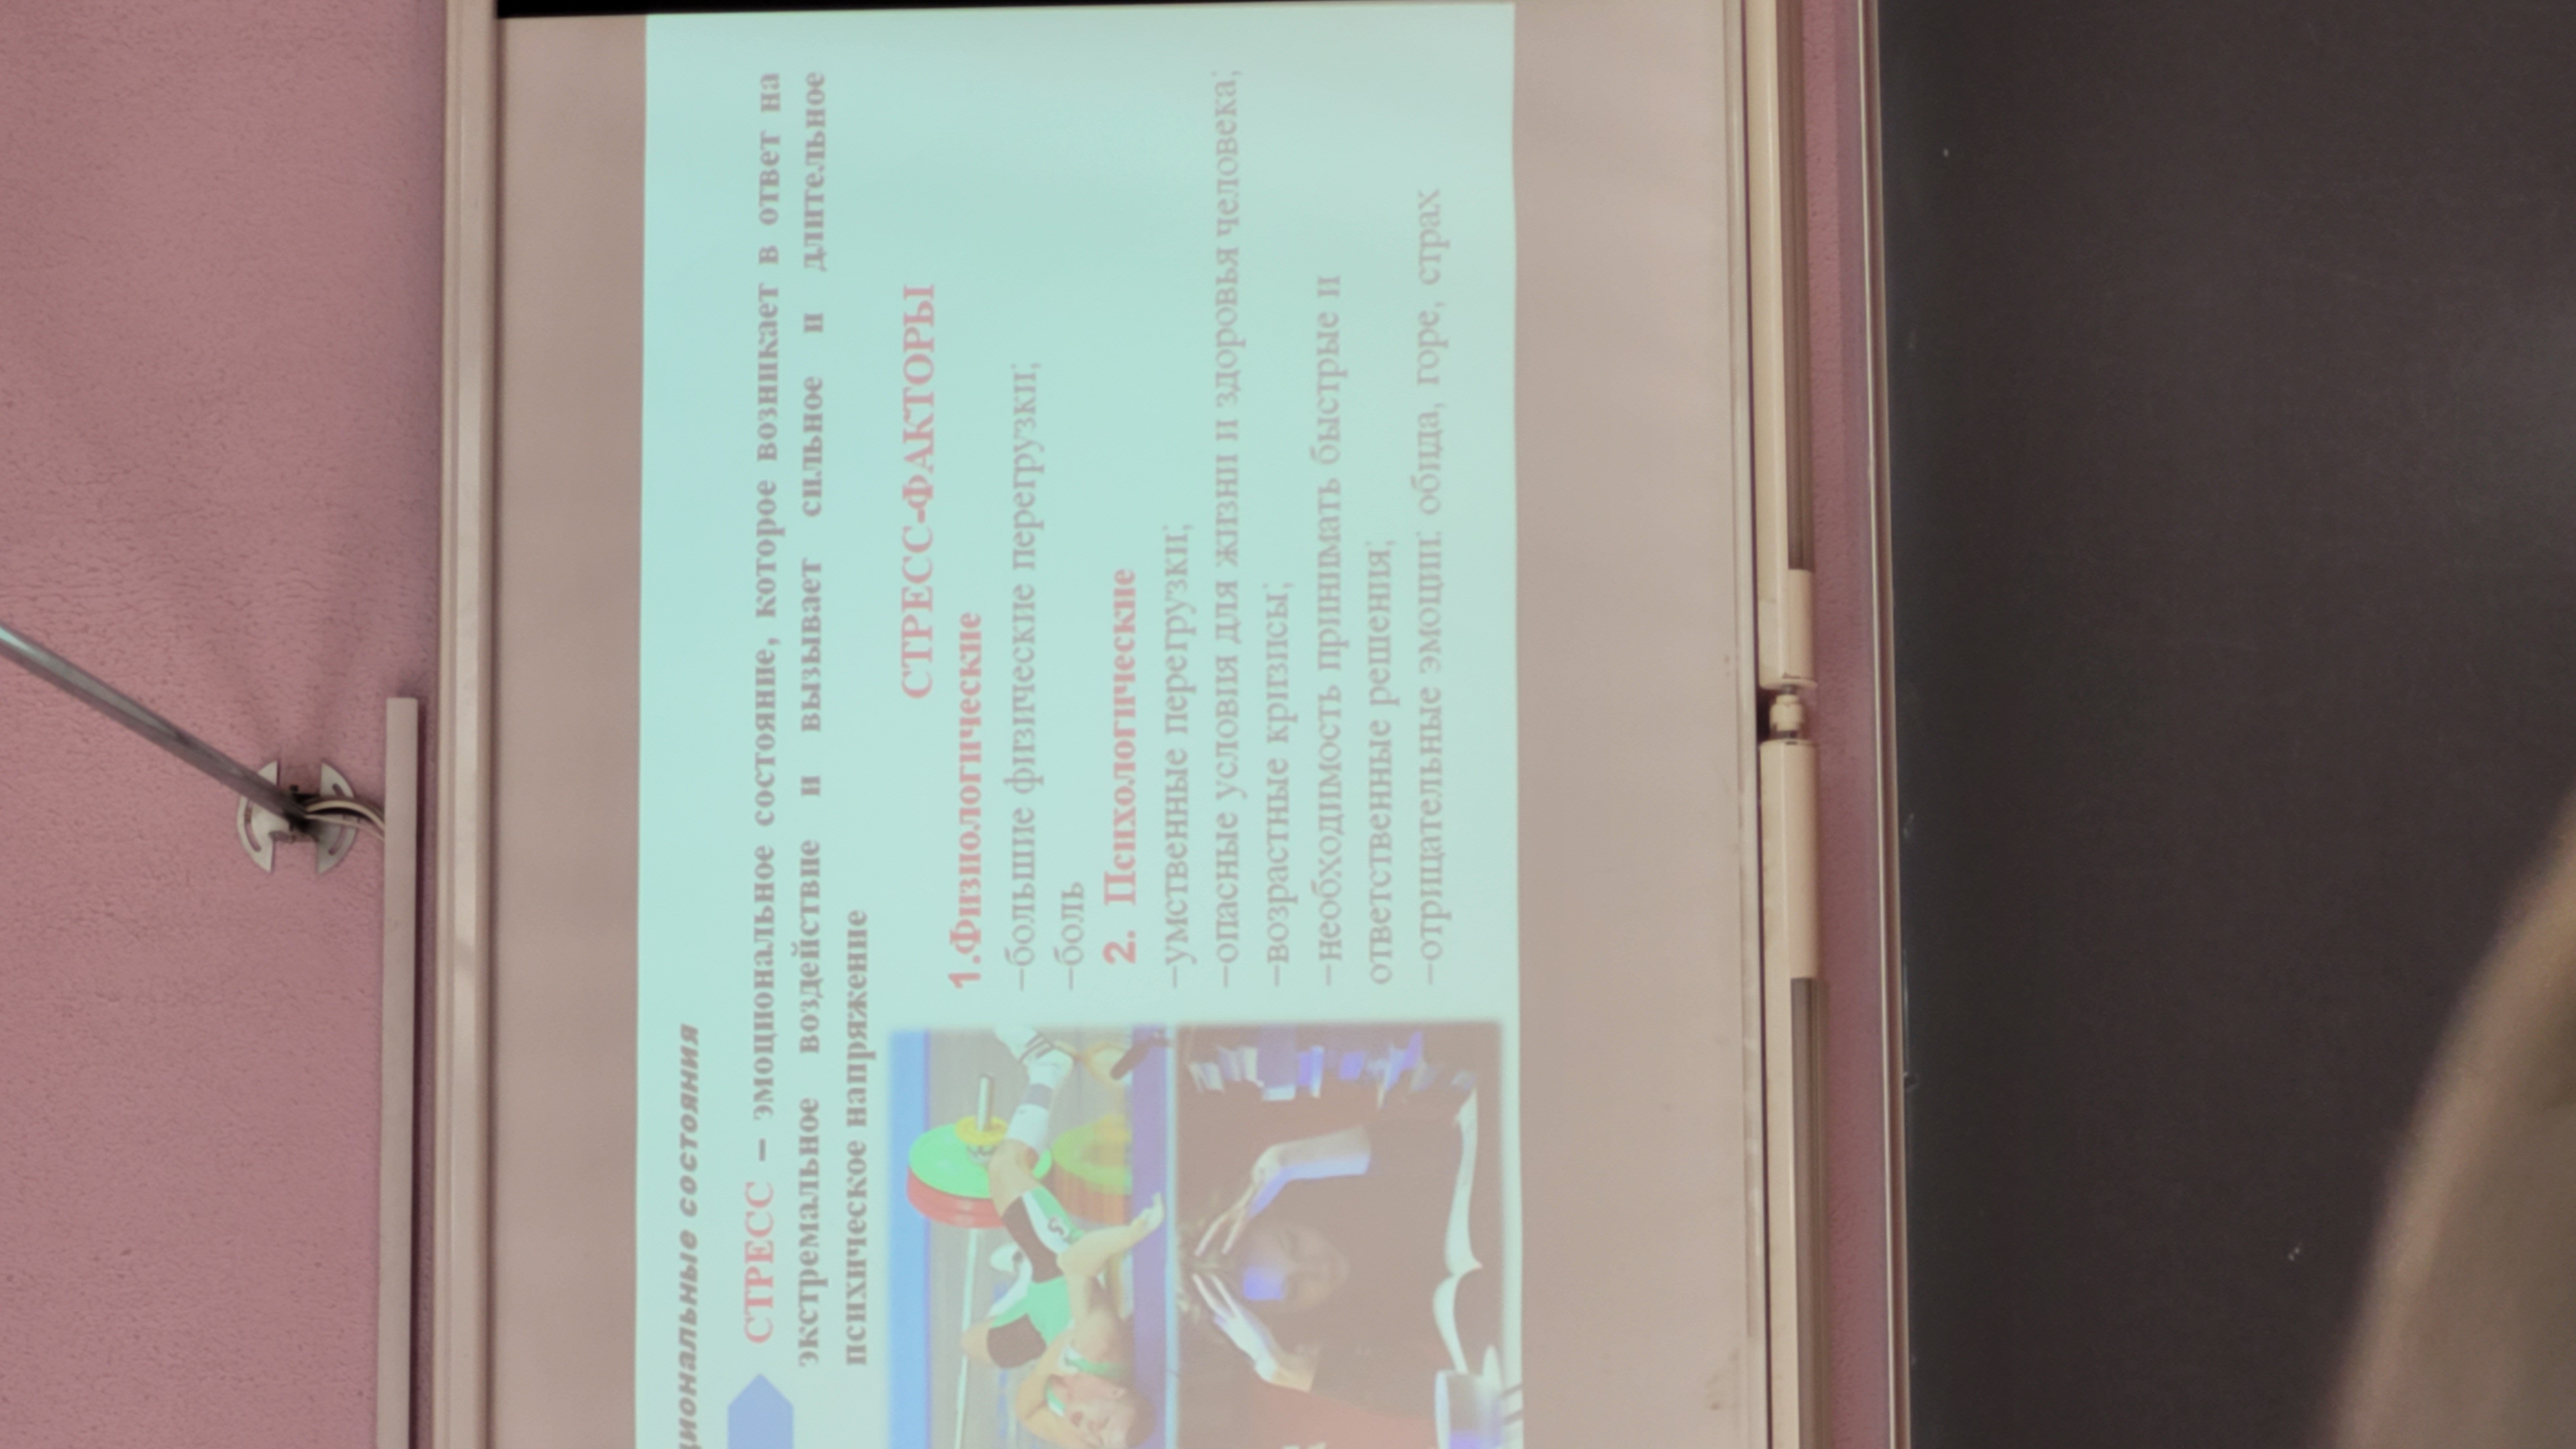 циональные состояния
СТРЕСС – эмоциональное состояние, которое возникает в ответ на
экстремальное воздействие и вызывает сильное и длительное
психическое напряжение
СТРЕСС-ФАКТОРЫ
1.Физиологические
–большие физические перегрузки;
–боль
2. Психологические
–умственные перегрузки;
–опасные условия для жизни и здоровья человека;
–возрастные кризисы;
–необходимость принимать быстрые и
ответственные решения;
–отрицательные эмоции: обида, горе, страх